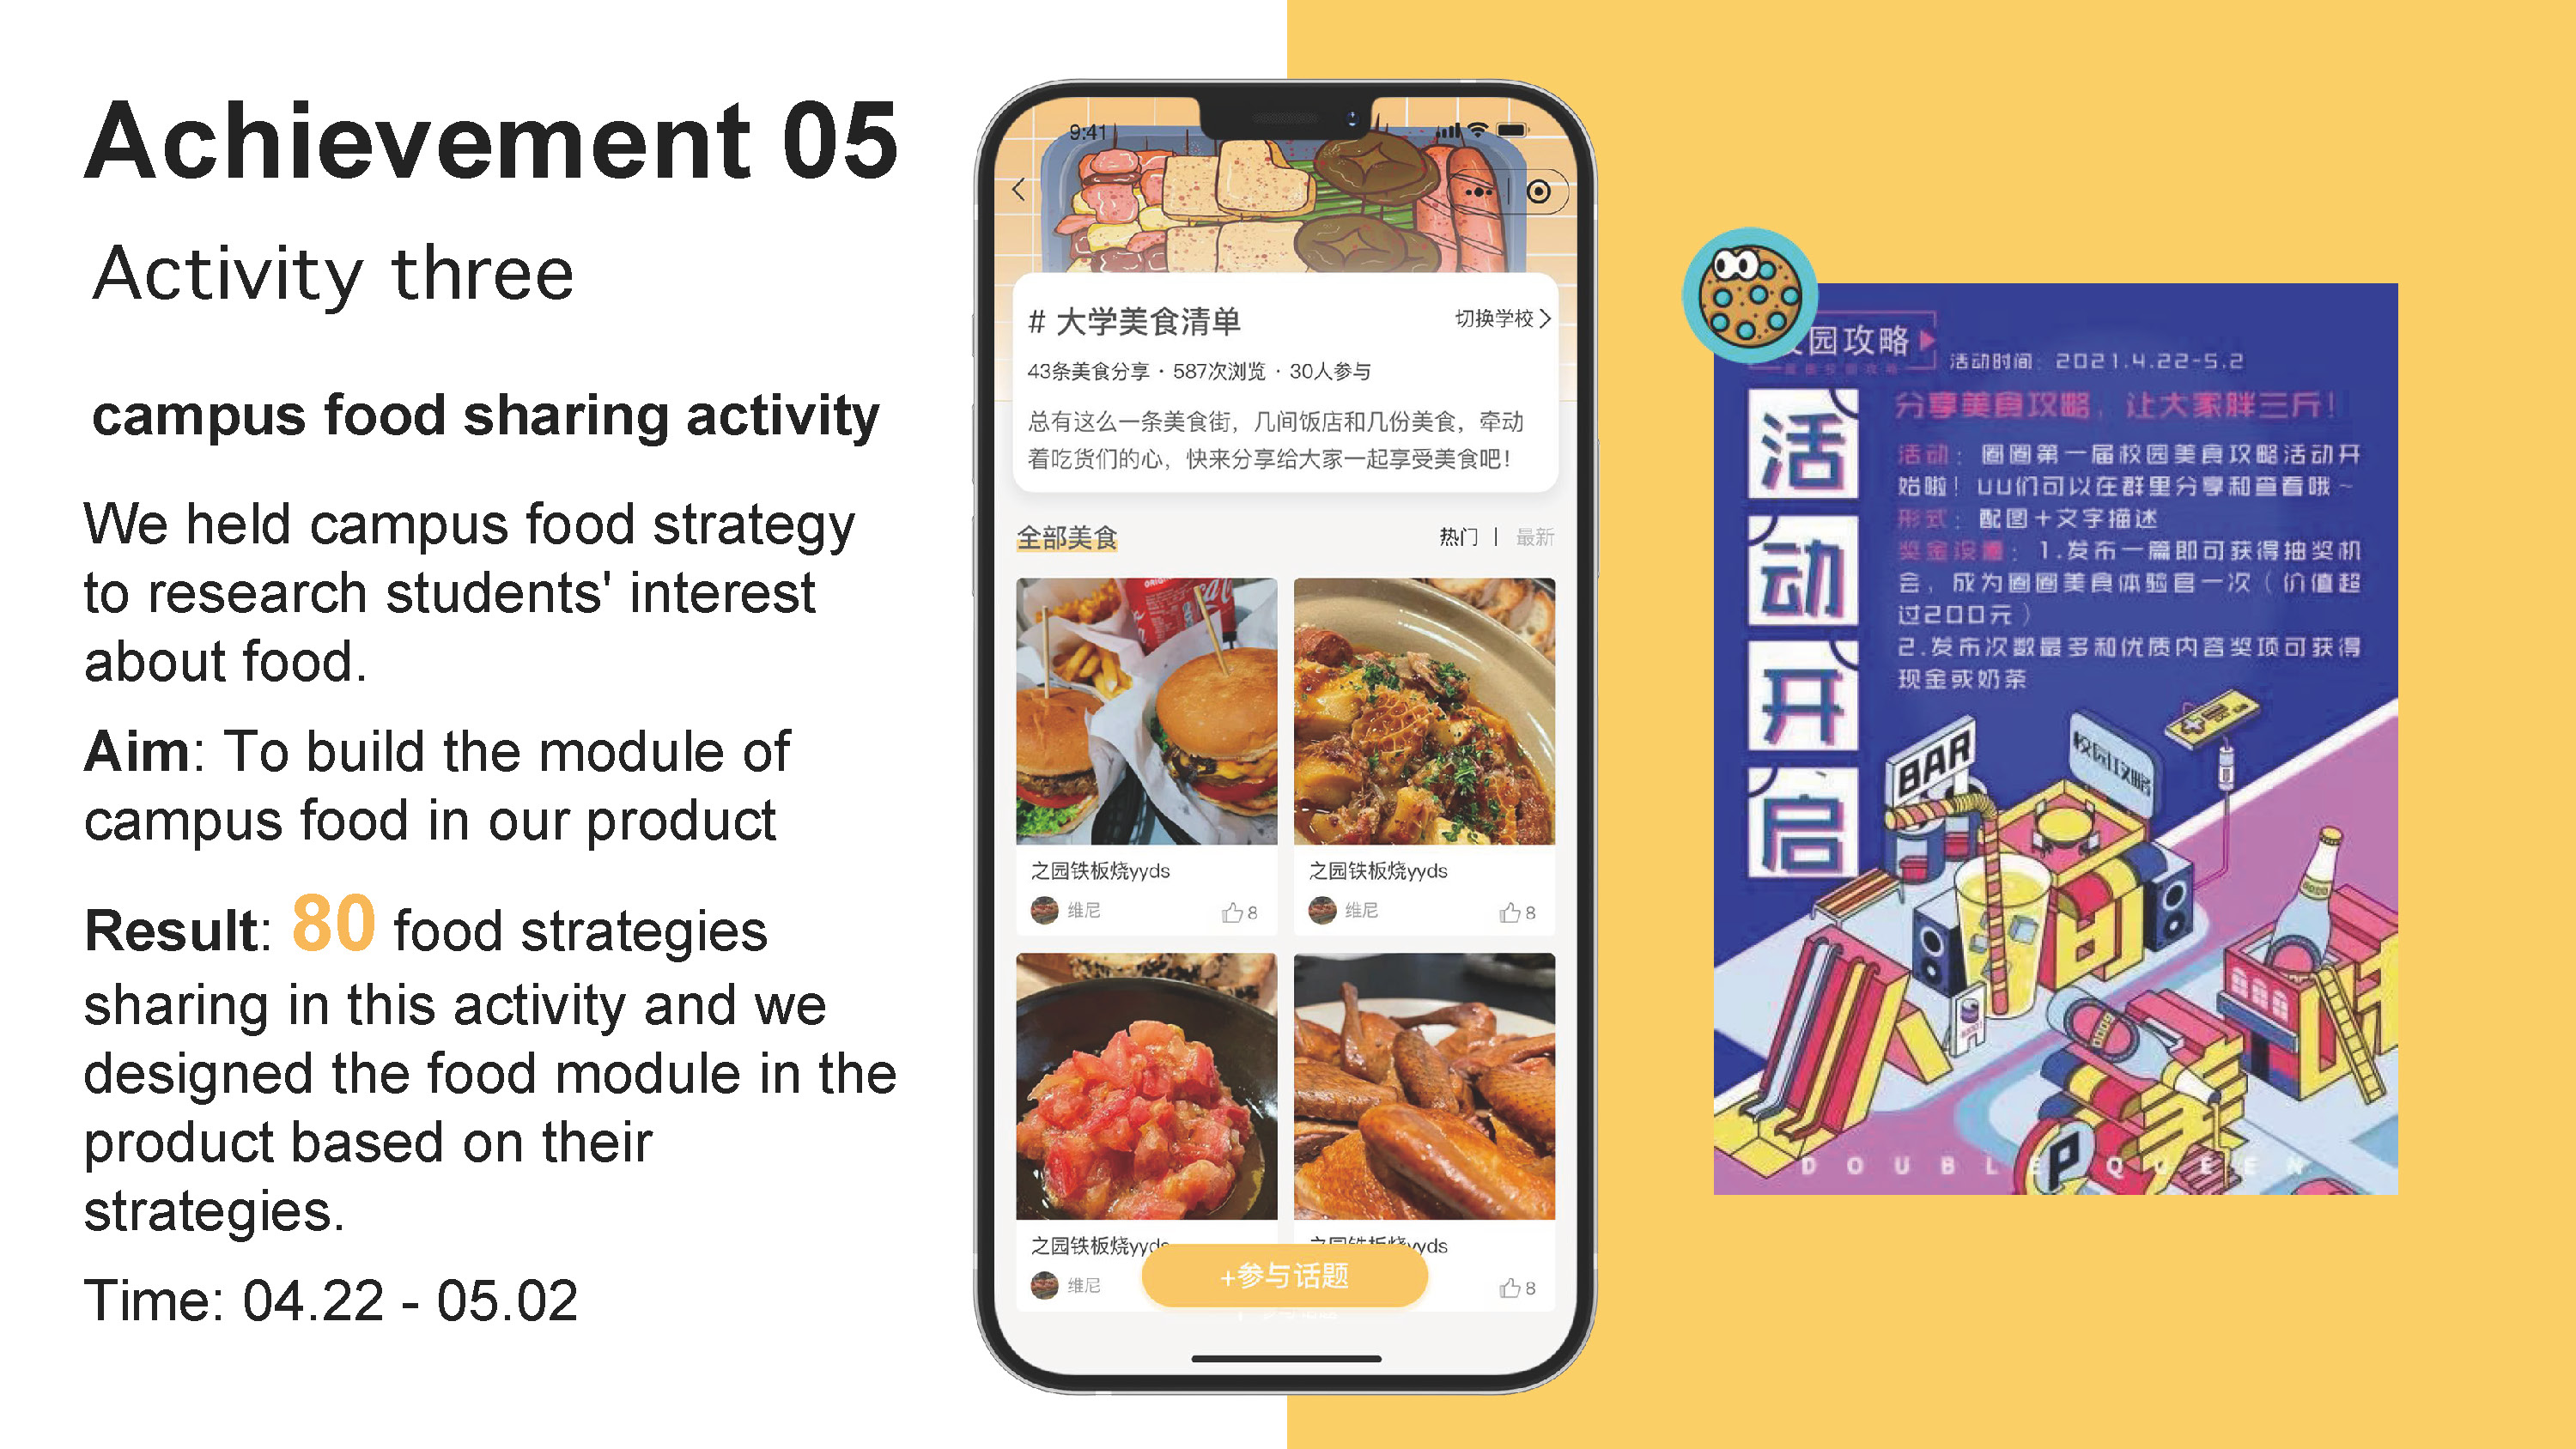 Achievement 05
Activity three
campus food sharing activity
We held campus food strategy
to research students' interest
about food.
Aim: To build the module of
campus food in our product
Result: 80 food strategies
sharing in this activity and we
designed the food module in the
product based on their
strategies.
Time: 04.22 - 05.02
9:41
# 大学美食清单
切换学校
43条美食分享 · 587次浏览 · 30人参与
总有这么一条美食街，几间饭店和几份美食，牵动
着吃货们的心，快来分享给大家一起享受美食吧！
全部美食
热门 | 最新
之园铁板烧yyds
维尼
8
之园铁板烧yyds
维尼
8
之园铁板烧yyds
维尼
之园铁板烧yyds
8
+参与话题
园攻略
活动时间：2021.4.22-5.2
分享美食攻略，让大家胖三斤！
活动开启
活动：圈圈第一届校园美食攻略活动开
始啦！uu们可以在群里分享和查看哦~
形式：配图+文字描述
奖金设置：1.发布一篇即可获得抽奖机
会，成为圈圈美食体验官一次（价值超
过200元）
2.发布次数最多和优质内容奖项可获得
现金或奶茶
BAR
校园攻略
P
DOUBLE QUEEN